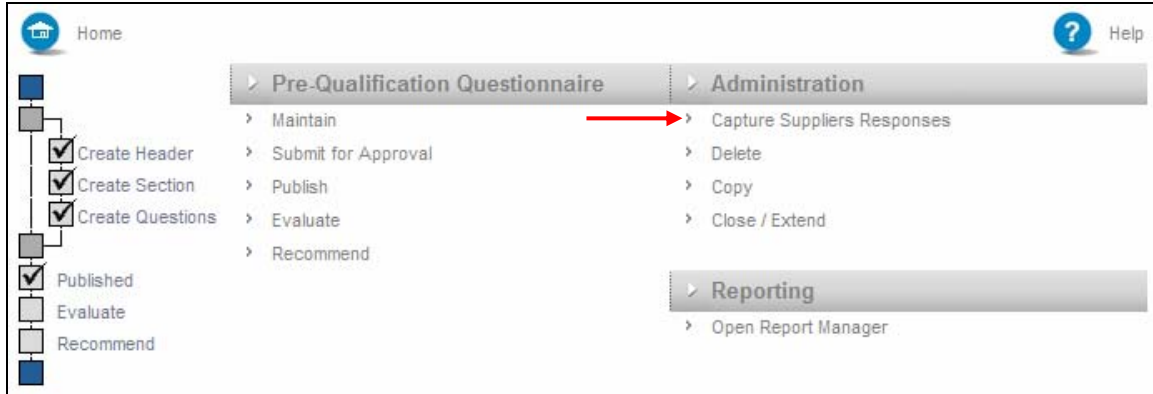 Home
? Help
Create Header
Create Section
Create Questions
Published
Evaluate
Recommend
Pre-Qualification Questionnaire
Maintain
Submit for Approval
Publish
Evaluate
Recommend
Administration
Capture Suppliers Responses
Delete
Copy
Close / Extend
Reporting
Open Report Manager